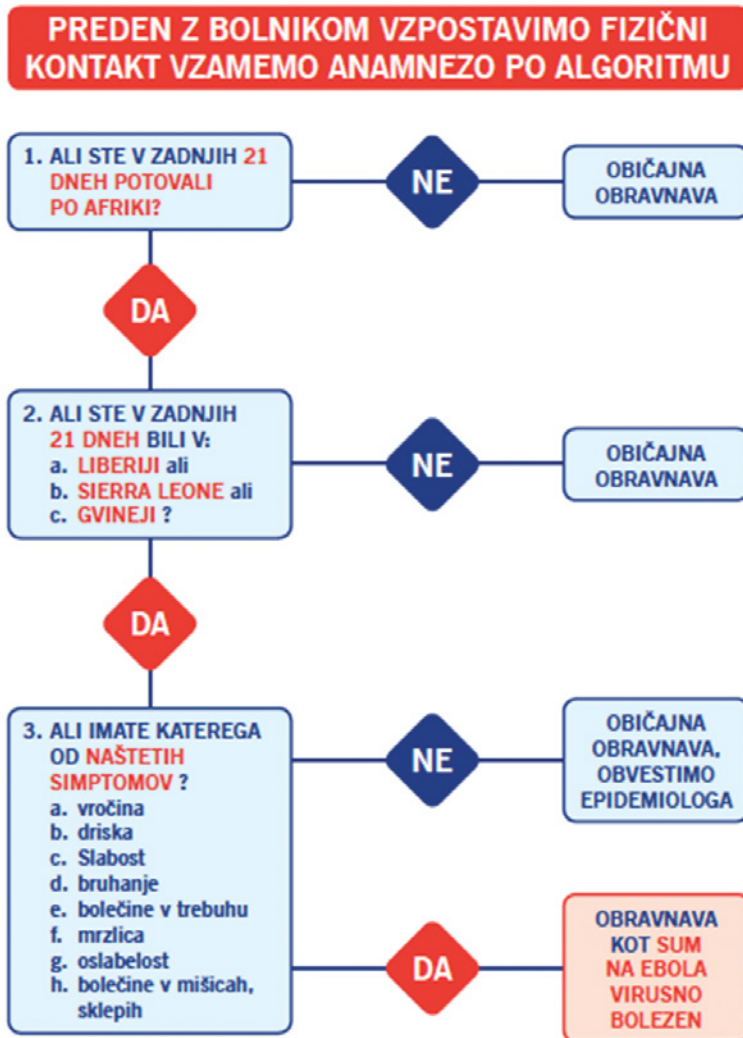 PREDEN Z BOLNIKOM VZPOSTAVIMO FIZIČNI
KONTAKT VZAMEMO ANAMNEZO PO ALGORITMU
1. ALI STE V ZADNJIH 21
DNEH POTOVALI
PO AFRIKI?
NE
OBIČAJNA
OBRAVNAVA
DA
2. ALI STE V ZADNJIH
21 DNEH BILI V:
a. LIBERIJI ali
b. SIERRA LEONE ali
c. GVINEJI ?
NE
OBIČAJNA
OBRAVNAVA
DA
3. ALI IMATE KATEREGA
OD NAŠTETIH
SIMPTOMOV ?
a. vročina
b. driska
c. Slabost
d. bruhanje
e. bolečine v trebuhu
f. mrzlica
g. oslabelost
h. bolečine v mišicah,
sklepih
NE
OBIČAJNA
OBRAVNAVA,
OBVESTIMO
EPIDEMIOLOGA
DA
OBRAVNAVA
KOT SUM
NA EBOLA
VIRUSNO
BOLEZEN